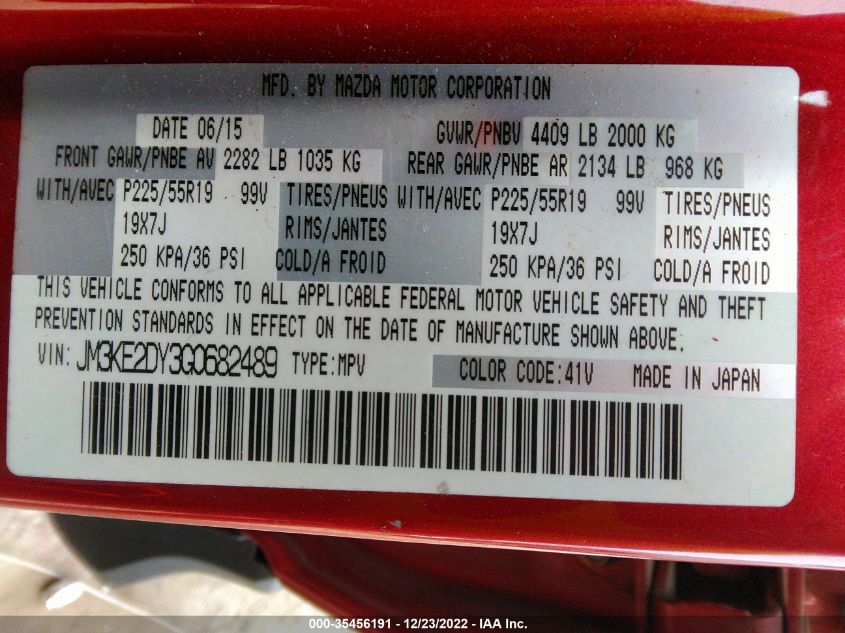 MFD. BY MAZDA MOTOR CORPORATION
DATE 06/15 GVWR/PNBV 4409 LB 2000 KG
FRONT GAWR/PNBE AV 2282 LB 1035 KG REAR GAWR/PNBE AR 2134 LB 968 KG
WITH/AVEC P225/55R19 99V TIRES/PNEUS WITH/AVEC P225/55R19 99V TIRES/PNEUS
19X7J RIMS/JANTES 19X7J RIMS/JANTES
250 KPA/36 PSI COLD/A FROID 250 KPA/36 PSI COLD/A FROID
THIS VEHICLE CONFORMS TO ALL APPLICABLE FEDERAL MOTOR VEHICLE SAFETY AND THEFT
PREVENTION STANDARDS IN EFFECT ON THE DATE OF MANUFACTURE SHOWN ABOVE.
VIN: JM3KE2DY3G0682489 TYPE:MPV COLOR CODE:41V MADE IN JAPAN
000-35456191 - 12/23/2022 - IAA Inc.